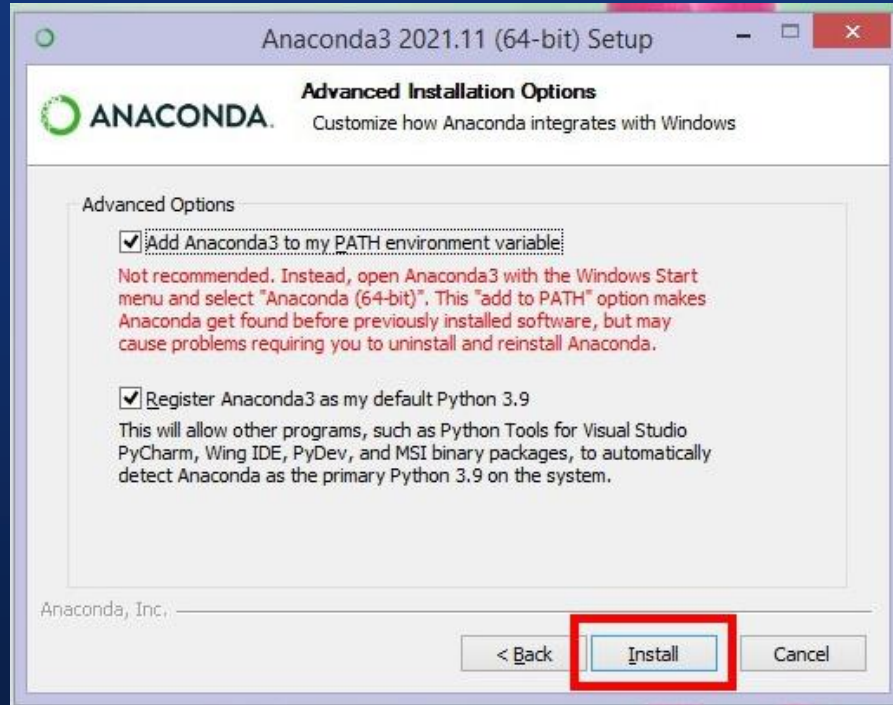 Anaconda3 2021.11 (64-bit) Setup
ANACONDA.
Advanced Installation Options
Customize how Anaconda integrates with Windows
Advanced Options
Add Anaconda3 to my PATH environment variable
Not recommended. Instead, open Anaconda3 with the Windows Start
menu and select "Anaconda (64-bit)". This "add to PATH" option makes
Anaconda get found before previously installed software, but may
cause problems requiring you to uninstall and reinstall Anaconda.
Register Anaconda3 as my default Python 3.9
This will allow other programs, such as Python Tools for Visual Studio
PyCharm, Wing IDE, PyDev, and MSI binary packages, to automatically
detect Anaconda as the primary Python 3.9 on the system.
Anaconda, Inc.
< Back Install Cancel